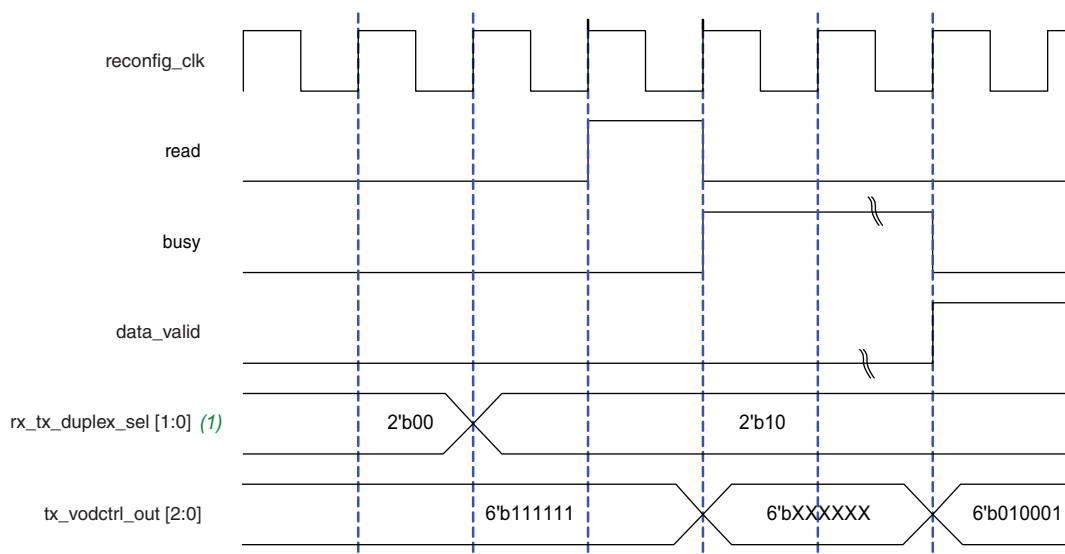 reconfig_clk
read
busy
data_valid
rx_tx_duplex_sel [1:0] (1) 2'b00 2'b10
tx_vodctrl_out [2:0] 6'b111111 6'bXXXXXX 6'b010001